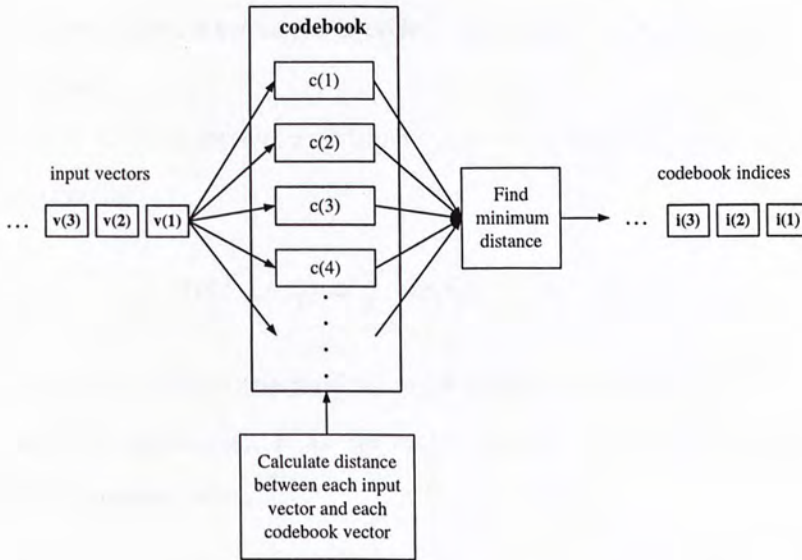 codebook
c(1)
c(2)
c(3)
c(4)
input vectors
... v(3) v(2) v(1)
Find
minimum
distance
codebook indices
... i(3) i(2) i(1)
Calculate distance
between each input
vector and each
codebook vector